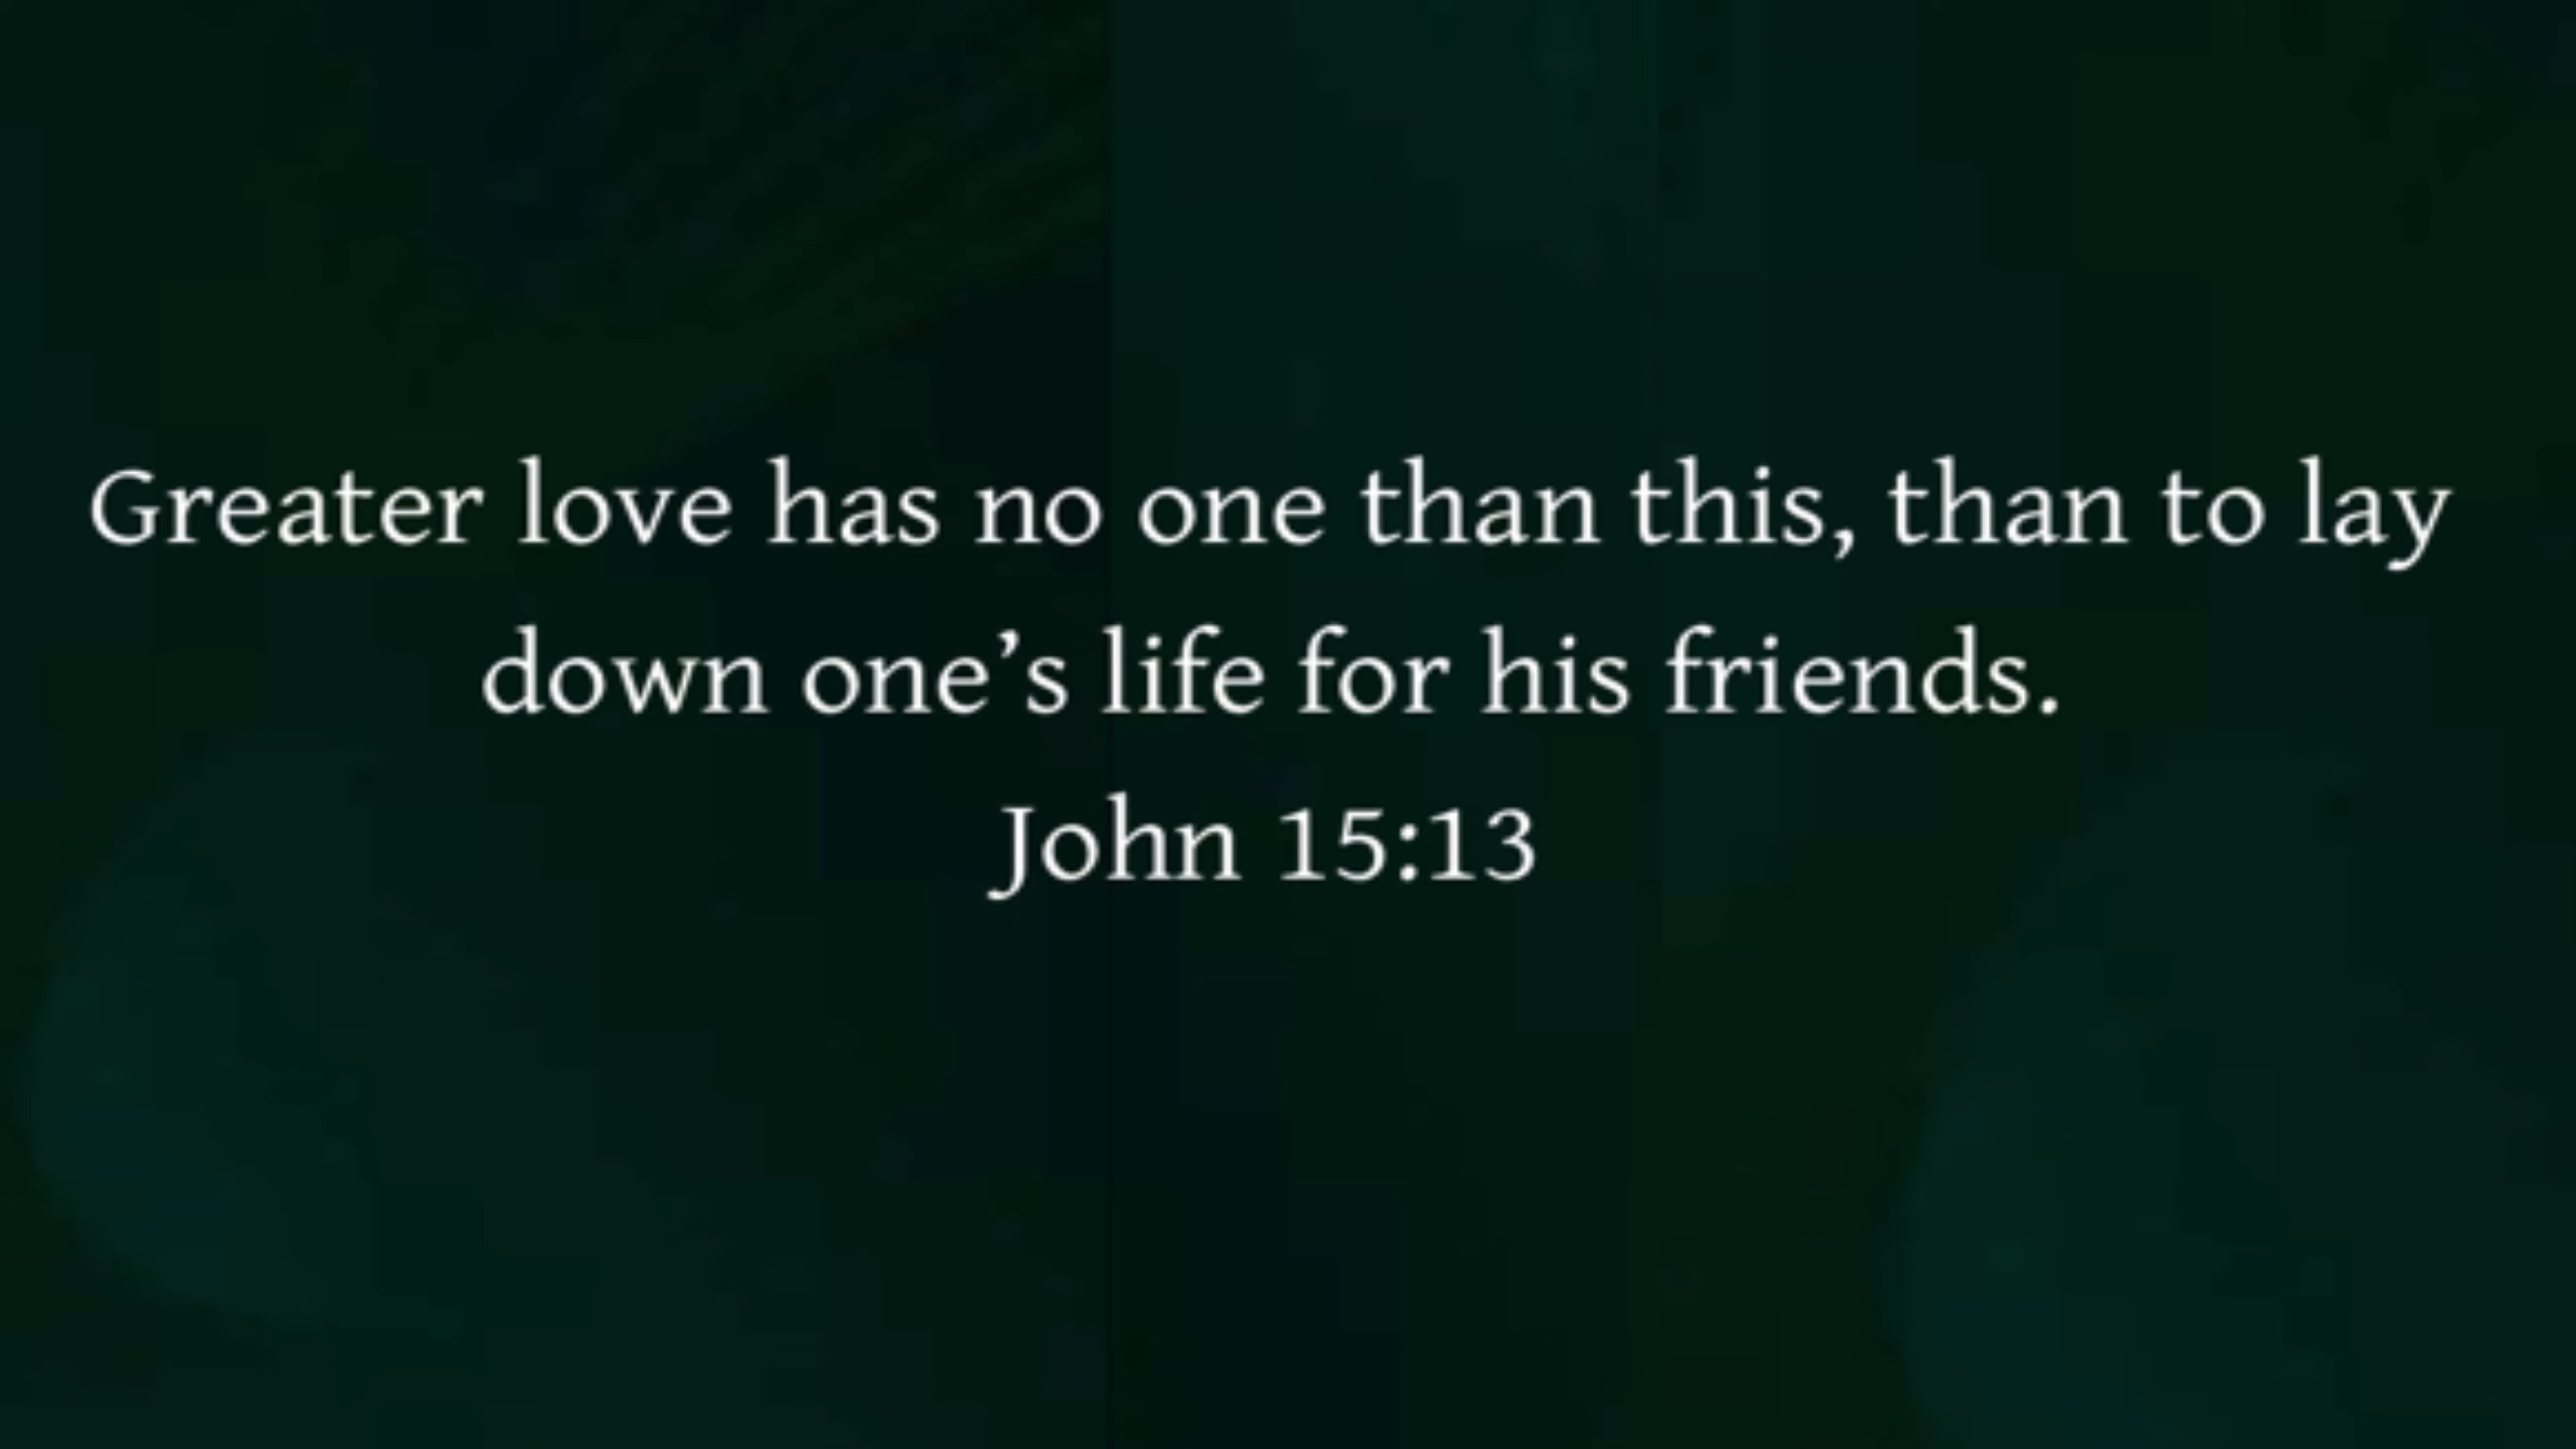 Greater love has no one than this, than to lay
down one’s life for his friends.
John 15:13